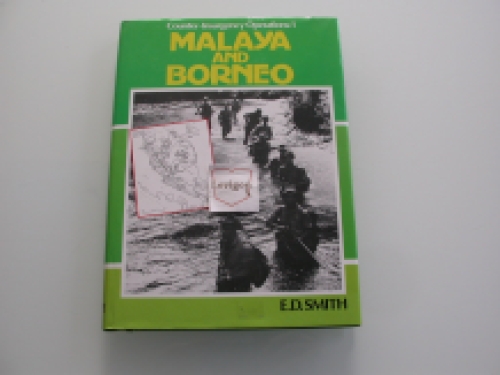 Counter-Insurgency Operations:1
MALAYA
AND
BORNEO
E.D.SMITH